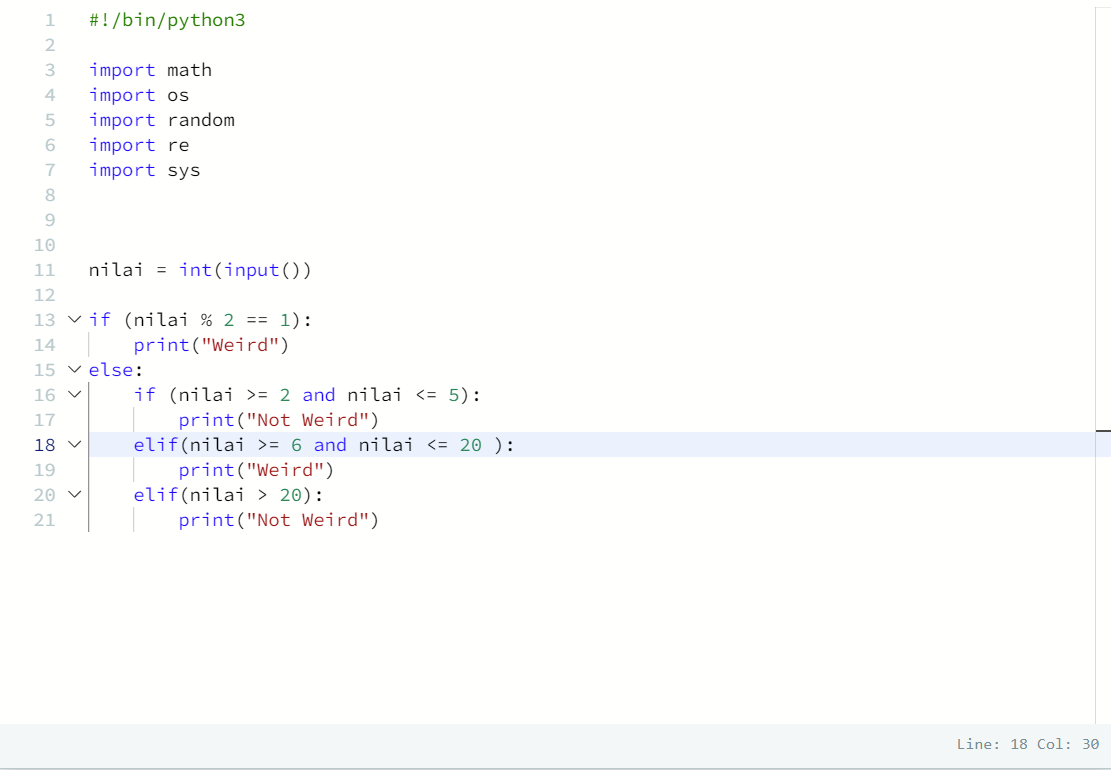 1 #!/bin/python3
2
3 import math
4 import os
5 import random
6 import re
7 import sys
8
9
10
11 nilai = int(input())
12
13 if (nilai % 2 == 1):
14     print("Weird")
15 else:
16     if (nilai >= 2 and nilai <= 5):
17         print("Not Weird")
18     elif(nilai >= 6 and nilai <= 20 ):
19         print("Weird")
20     elif(nilai > 20):
21         print("Not Weird")
Line: 18 Col: 30